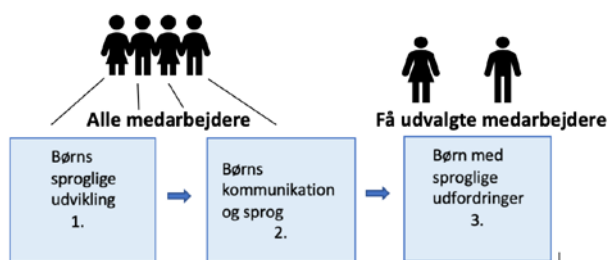 Alle medarbejdere
Få udvalgte medarbejdere
Børns
sproglige
udvikling
1.
Børns
kommunikation
og sprog
2.
Børn med
sproglige
udfordringer
3.